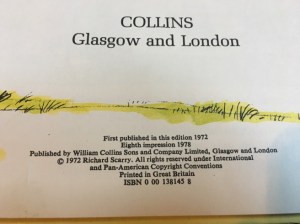 COLLINS
Glasgow and London
First published in this edition 1972
Eighth impression 1978
Published by William Collins Sons and Company Limited, Glasgow and London
© 1972 Richard Scarry. All rights reserved under International
and Pan-American Copyright Conventions
Printed in Great Britain
ISBN 0 00 138145 8